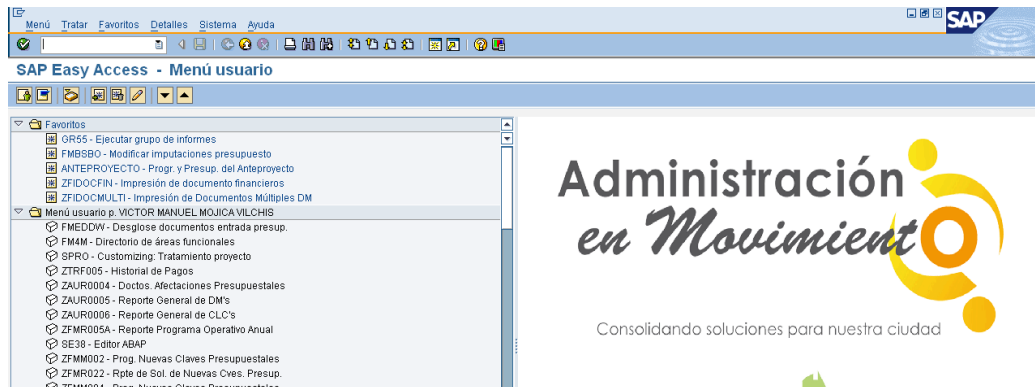 Menú Tratar Favoritos Detalles Sistema Ayuda
SAP
SAP Easy Access - Menú usuario
Favoritos
GR55 - Ejecutar grupo de informes
FMBSBO - Modificar imputaciones presupuesto
ANTEPROYECTO - Progr. y Presup. del Anteproyecto
ZFIDOCFIN - Impresión de documento financieros
ZFIDOCMULTI - Impresión de Documentos Múltiples DM
Menú usuario p. VICTOR MANUEL MOJICA VILCHIS
FMEDDW - Desglose documentos entrada presup.
FM4M - Directorio de áreas funcionales
SPRO - Customizing: Tratamiento proyecto
ZTRF005 - Historial de Pagos
ZAUR0004 - Doctos. Afectaciones Presupuestales
ZAUR0005 - Reporte General de DM's
ZAUR0006 - Reporte General de CLC's
ZFMR005A - Reporte Programa Operativo Anual
SE38 - Editor ABAP
ZFMM002 - Prog. Nuevas Claves Presupuestales
ZFMR022 - Rpte de Sol. de Nuevas Cves. Presup.
Administración
en Movimiento
Consolidando soluciones para nuestra ciudad